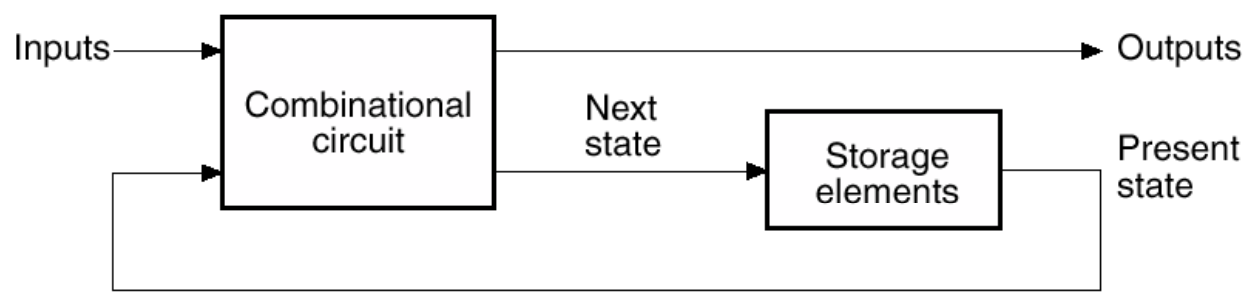 Inputs
Combinational
circuit
Next
state
Storage
elements
Outputs
Present
state